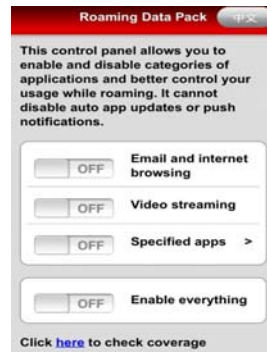 Roaming Data Pack 中文
This control panel allows you to
enable and disable categories of
applications and better control your
usage while roaming. It cannot
disable auto app updates or push
notifications.
OFF Email and internet
browsing
OFF Video streaming
OFF Specified apps >
OFF Enable everything
Click here to check coverage